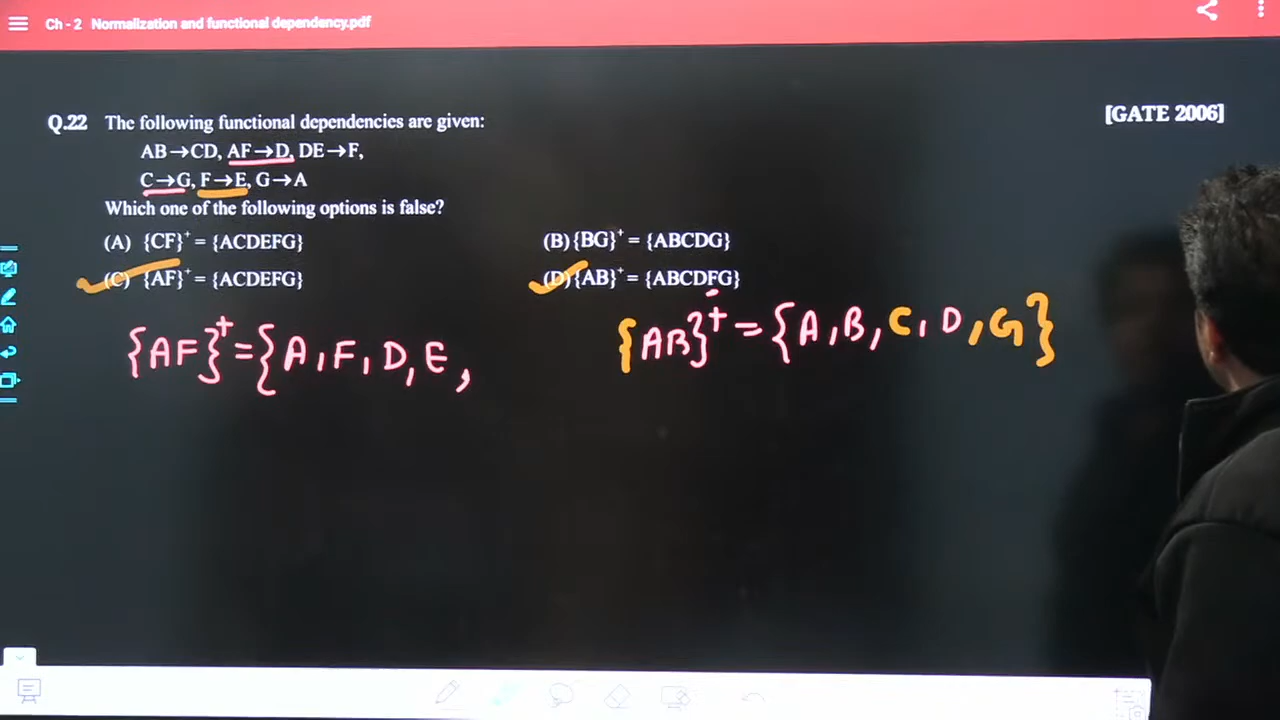 Ch - 2 Normalization and functional dependency.pdf
Q.22 The following functional dependencies are given: [GATE 2006]
AB→CD, AF→D, DE→F,
C→G, F→E, G→A
Which one of the following options is false?
(A) {CF}⁺ = {ACDEFG} (B) {BG}⁺ = {ABCDG}
(C) {AF}⁺ = {ACDEFG} (D) {AB}⁺ = {ABCDFG}
{AF}⁺ = {A, F, D, E, {AB}⁺ = {A, B, C, D, G}